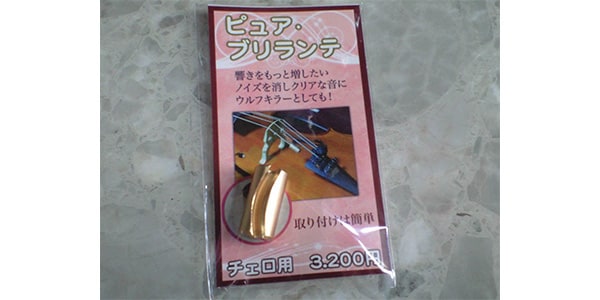 ピュア・
ブリランテ
響きをもっと増したい
ノイズを消しクリアな音に
ウルフキラーとしても!
取り付けは簡単
チェロ用 3,200円